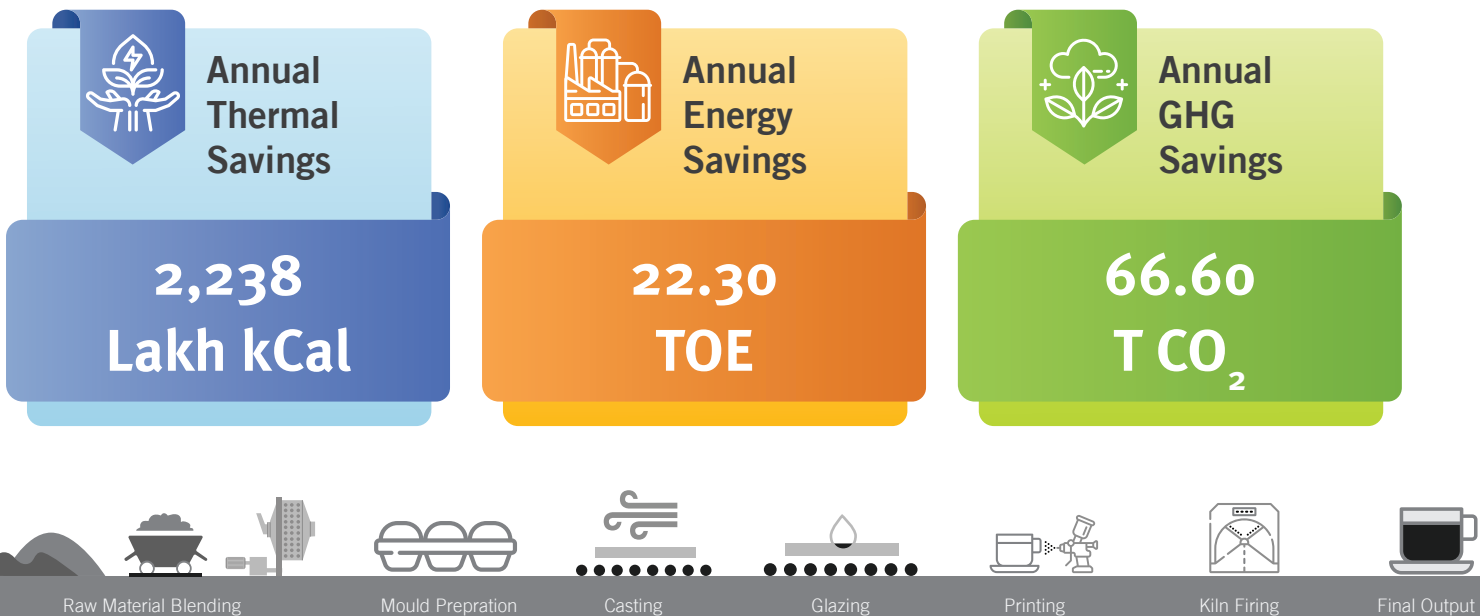 Annual
Thermal
Savings
2,238
Lakh kCal
Annual
Energy
Savings
22.30
TOE
Annual
GHG
Savings
66.60
T CO₂
Raw Material Blending
Mould Prepration
Casting
Glazing
Printing
Kiln Firing
Final Output